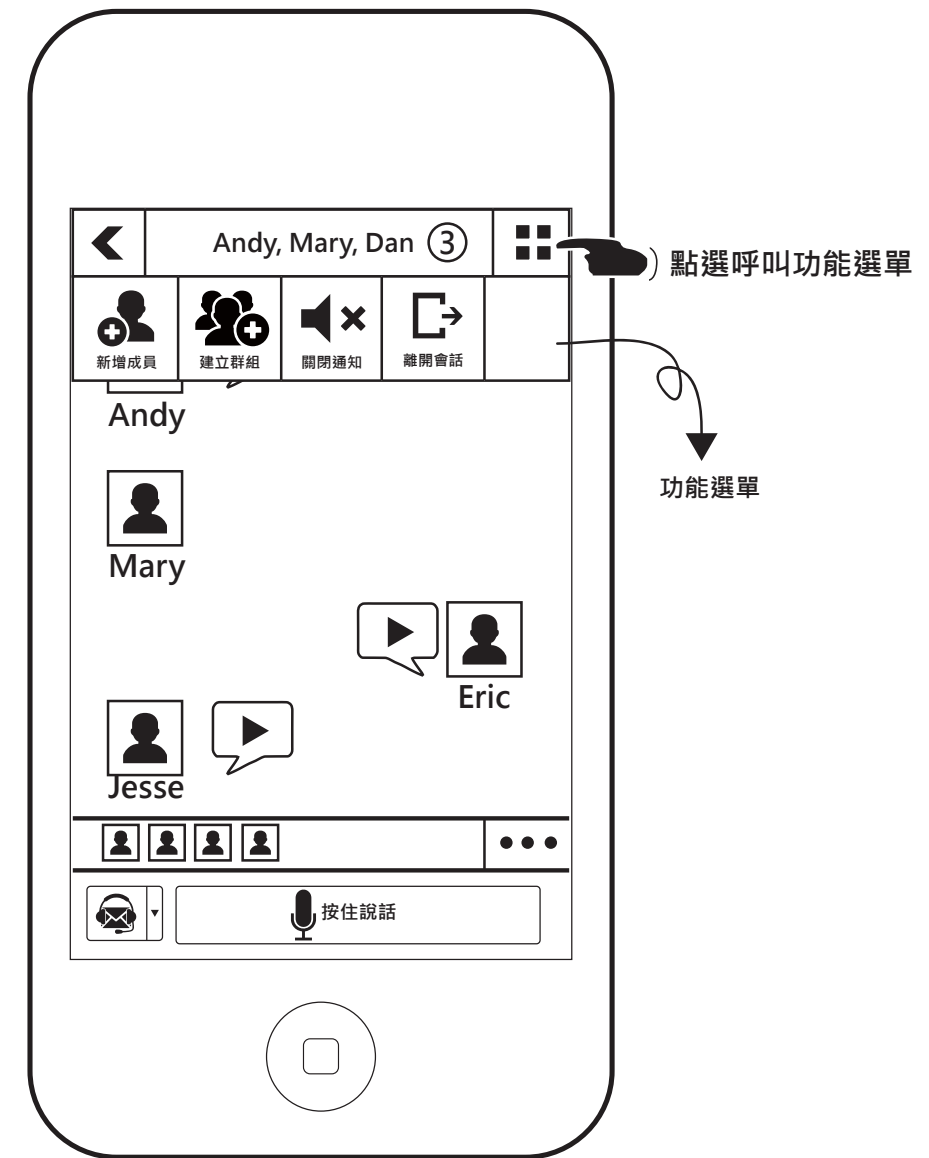 Andy, Mary, Dan ③
點選呼叫功能選單
新增成員 建立群組 關閉通知 離開會話
Andy
功能選單
Mary
Eric
Jesse
按住說話